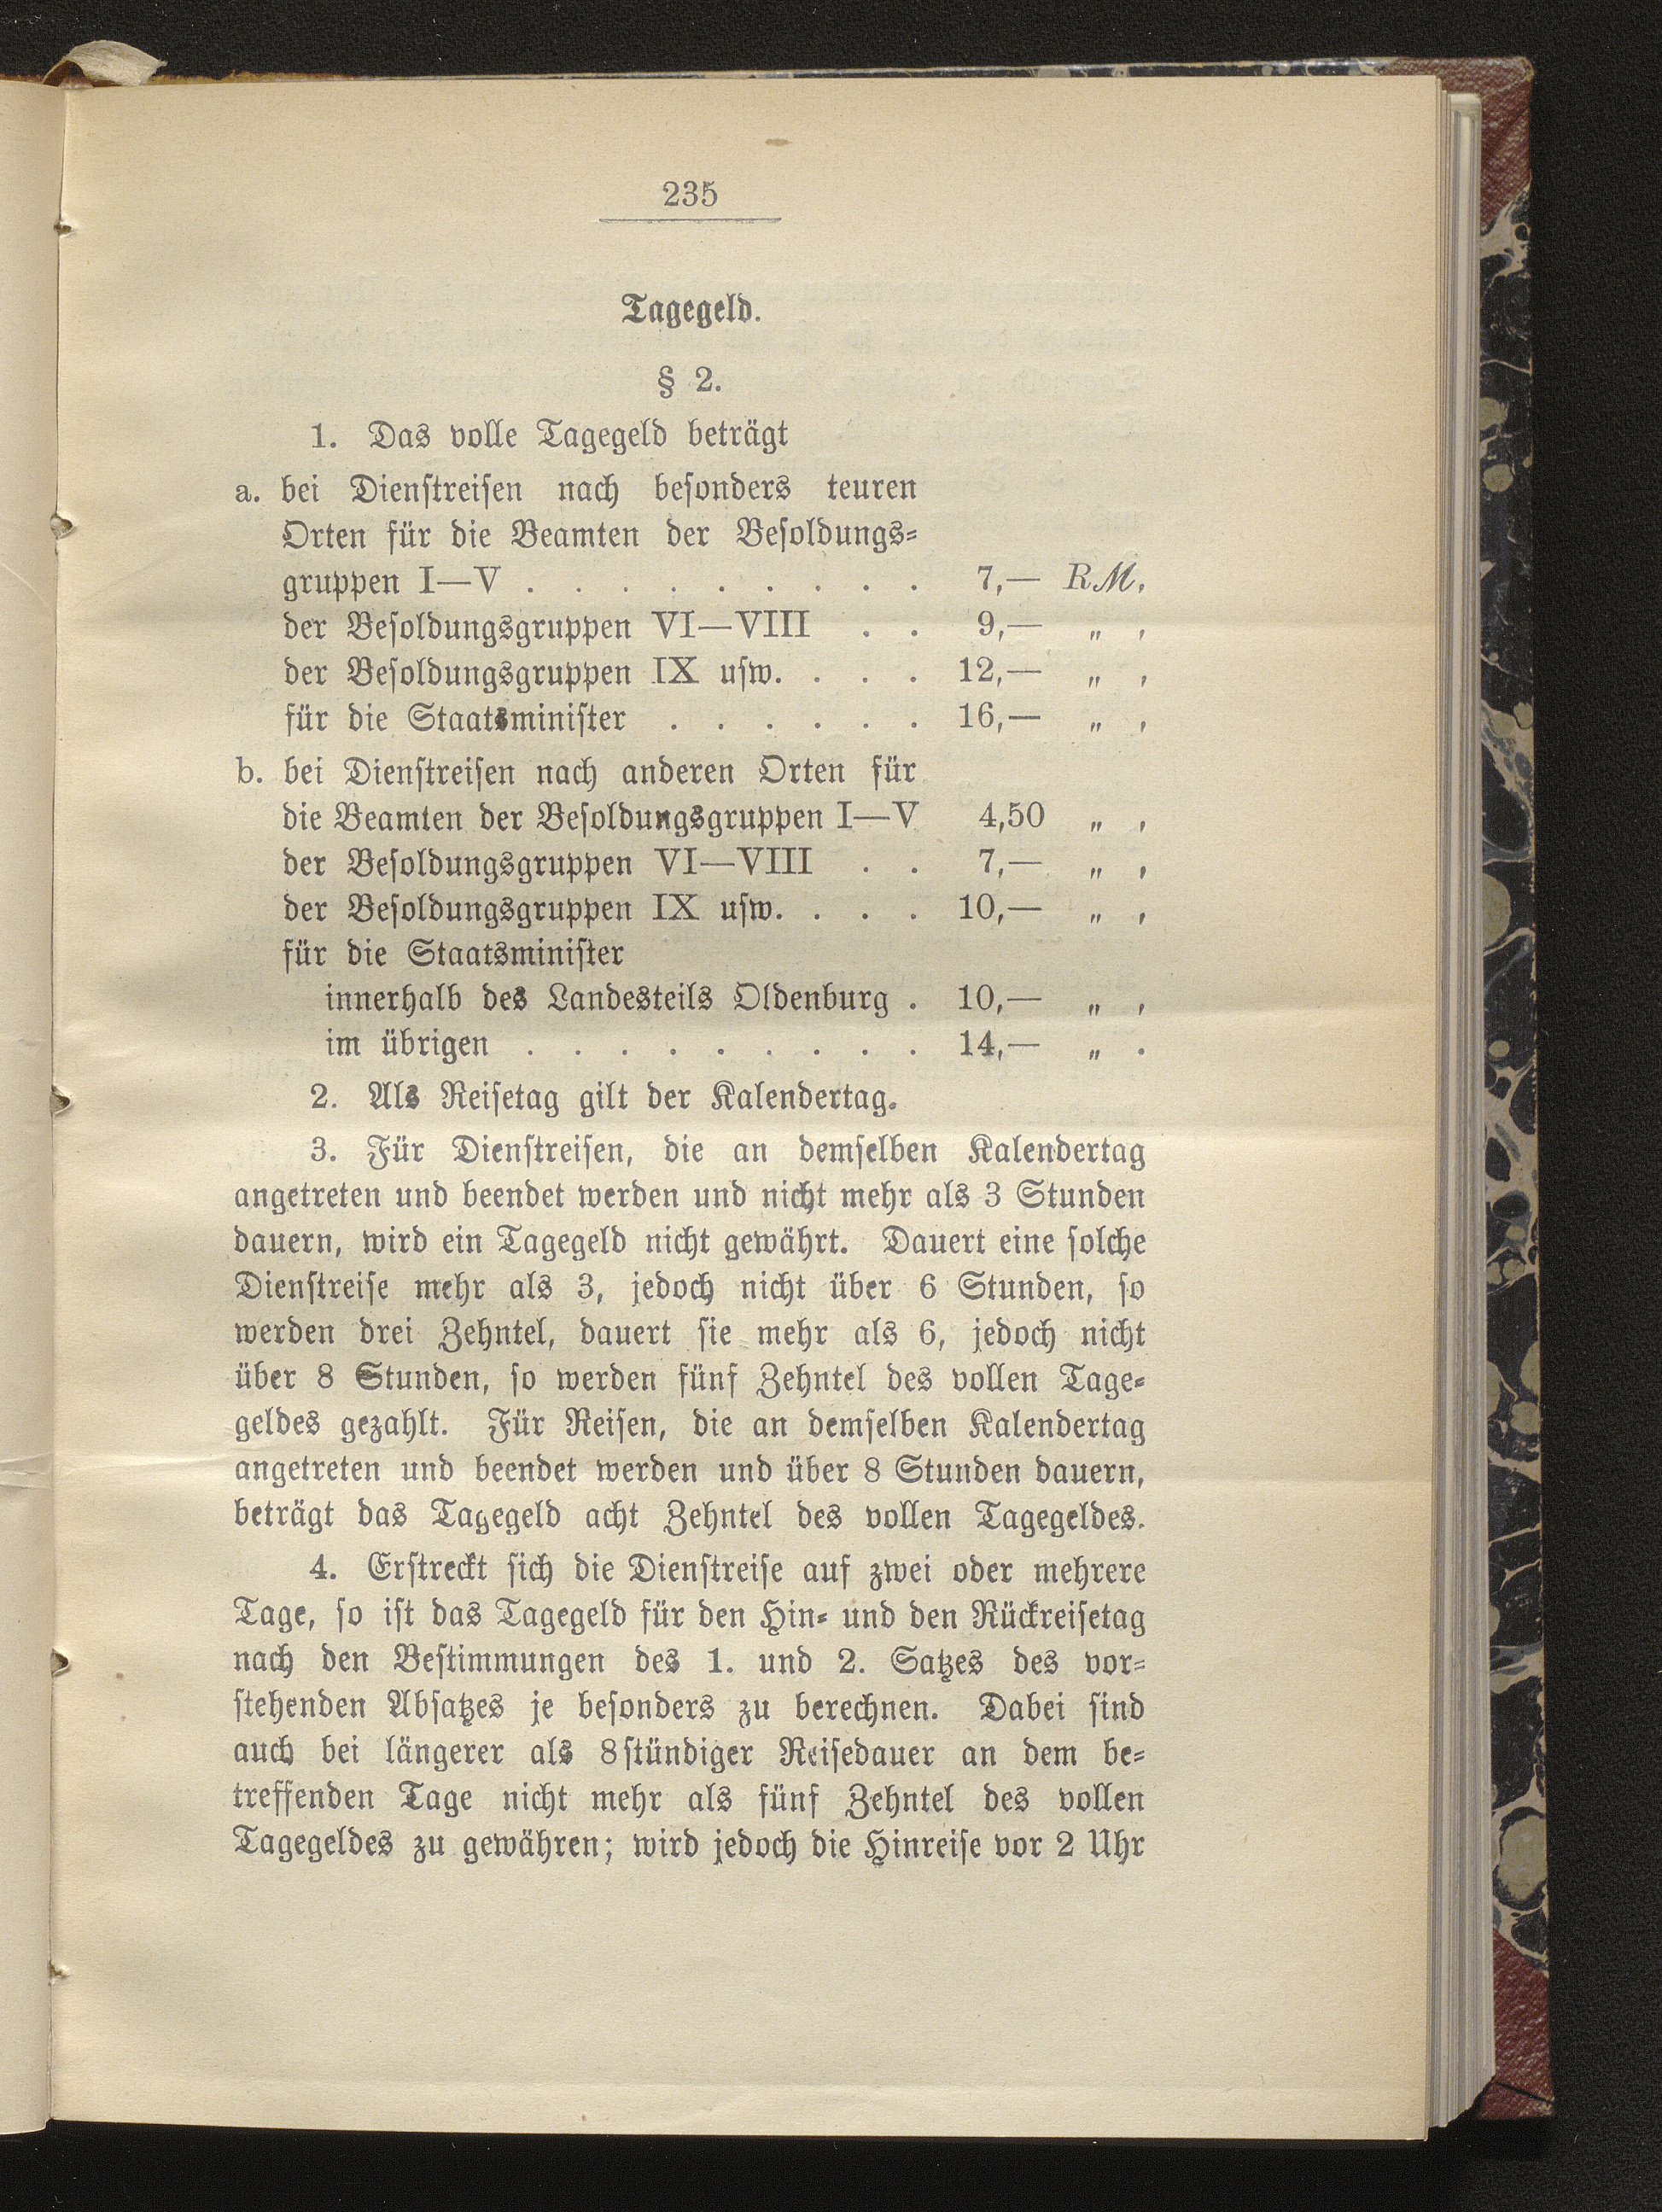 235
Tagegeld.
§ 2.
1. Das volle Tagegeld beträgt
a. bei Dienstreisen nach besonders teuren
Orten für die Beamten der Besoldungs-
gruppen I—V . . . . . . . . . 7,— RM,
der Besoldungsgruppen VI—VIII . . 9,— „ ,
der Besoldungsgruppen IX usw. . . . 12,— „ ,
für die Staatsminister . . . . . . 16,— „ ,
b. bei Dienstreisen nach anderen Orten für
die Beamten der Besoldungsgruppen I—V 4,50 „ ,
der Besoldungsgruppen VI—VIII . . 7,— „ ,
der Besoldungsgruppen IX usw. . . . 10,— „ ,
für die Staatsminister
innerhalb des Landesteils Oldenburg . 10,— „ ,
im übrigen . . . . . . . . . 14,— „ .
2. Als Reisetag gilt der Kalendertag.
3. Für Dienstreisen, die an demselben Kalendertag
angetreten und beendet werden und nicht mehr als 3 Stunden
dauern, wird ein Tagegeld nicht gewährt. Dauert eine solche
Dienstreise mehr als 3, jedoch nicht über 6 Stunden, so
werden drei Zehntel, dauert sie mehr als 6, jedoch nicht
über 8 Stunden, so werden fünf Zehntel des vollen Tage-
geldes gezahlt. Für Reisen, die an demselben Kalendertag
angetreten und beendet werden und über 8 Stunden dauern,
beträgt das Tagegeld acht Zehntel des vollen Tagegeldes.
4. Erstreckt sich die Dienstreise auf zwei oder mehrere
Tage, so ist das Tagegeld für den Hin- und den Rückreisetag
nach den Bestimmungen des 1. und 2. Satzes des vor-
stehenden Absatzes je besonders zu berechnen. Dabei sind
auch bei längerer als 8stündiger Reisedauer an dem be-
treffenden Tage nicht mehr als fünf Zehntel des vollen
Tagegeldes zu gewähren; wird jedoch die Hinreise vor 2 Uhr